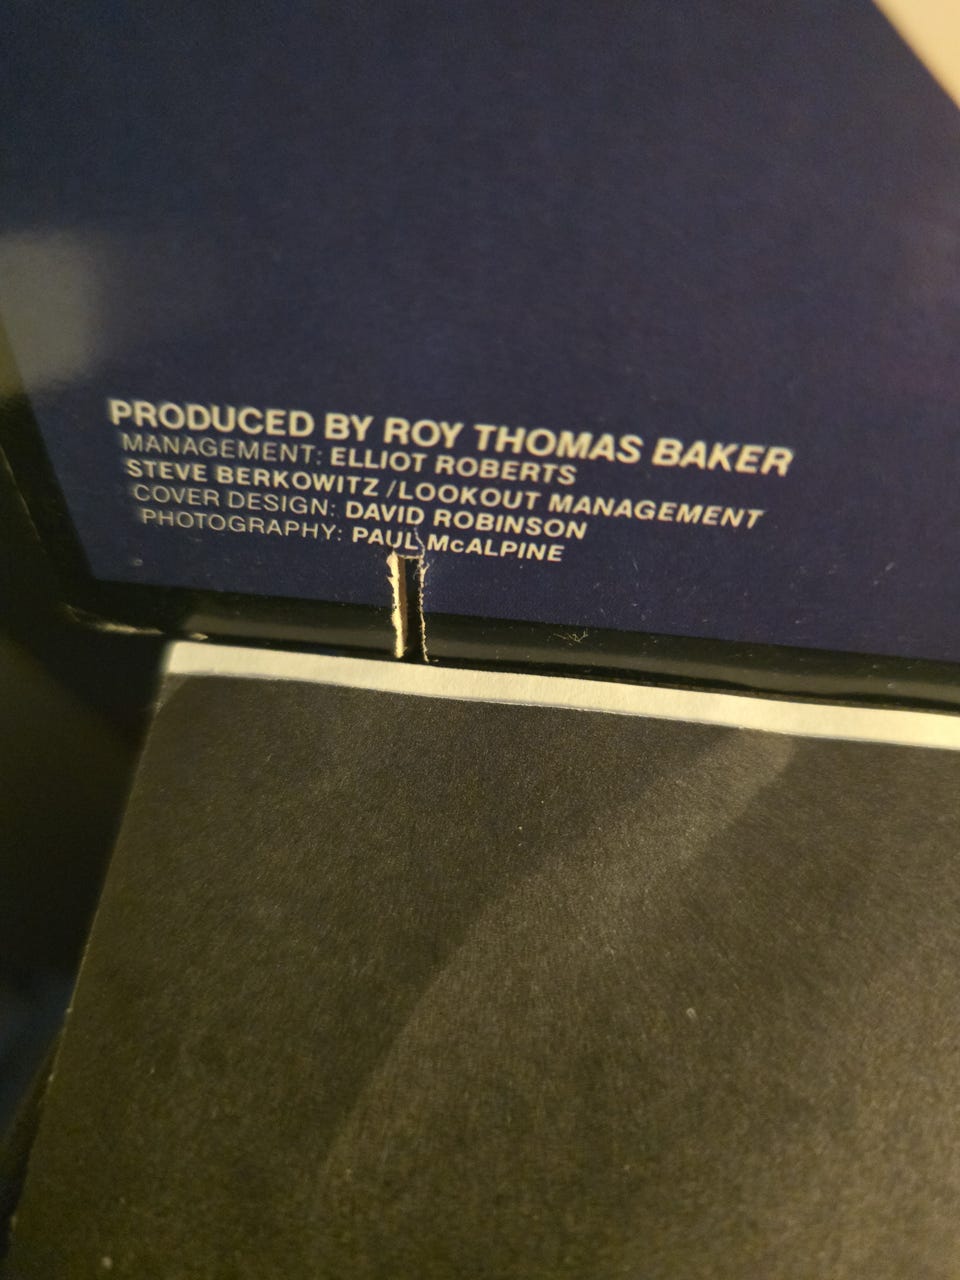 PRODUCED BY ROY THOMAS BAKER
MANAGEMENT: ELLIOT ROBERTS
STEVE BERKOWITZ / LOOKOUT MANAGEMENT
COVER DESIGN: DAVID ROBINSON
PHOTOGRAPHY: PAUL McALPINE